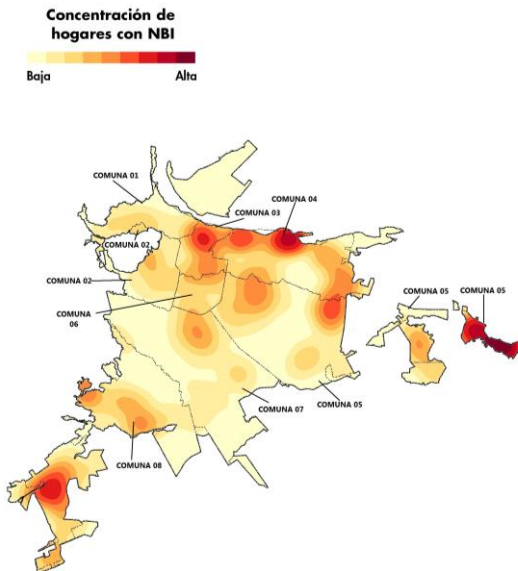 Concentración de
hogares con NBI
Baja
Alta
COMUNA 01
COMUNA 04
COMUNA 03
COMUNA 02
COMUNA 02
COMUNA 05
COMUNA 05
COMUNA
06
COMUNA 07
COMUNA 05
COMUNA 08